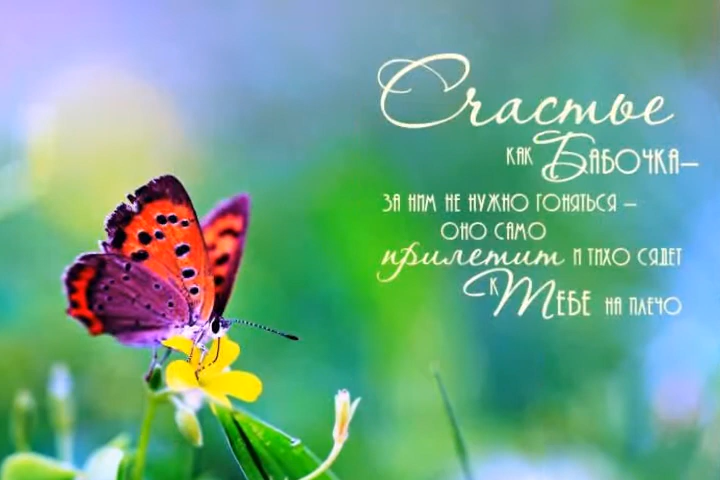 Счастье
как Бабочка–
за ним не нужно гоняться –
оно само
прилетит и тихо сядет
к Тебе на плечо